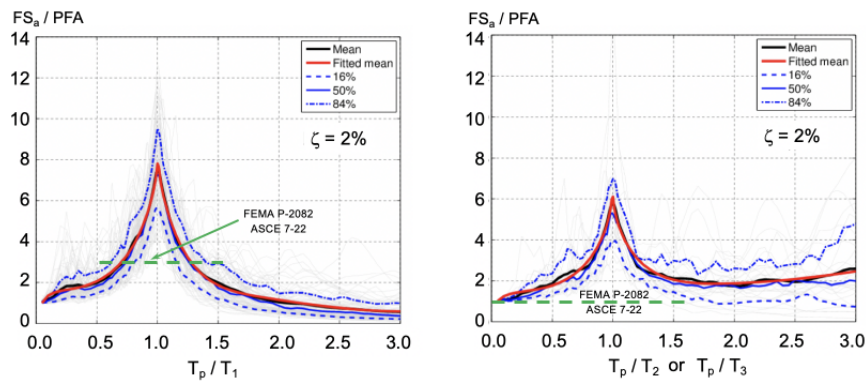 FSa / PFA
14
12
10
8
6
4
2
0
Mean
Fitted mean
16%
50%
84%
ζ = 2%
FEMA P-2082
ASCE 7-22
0.0 0.5 1.0 1.5 2.0 2.5 3.0
Tp / T1
FSa / PFA
14
12
10
8
6
4
2
0
Mean
Fitted mean
16%
50%
84%
ζ = 2%
FEMA P-2082
ASCE 7-22
0.0 0.5 1.0 1.5 2.0 2.5 3.0
Tp / T2 or Tp / T3